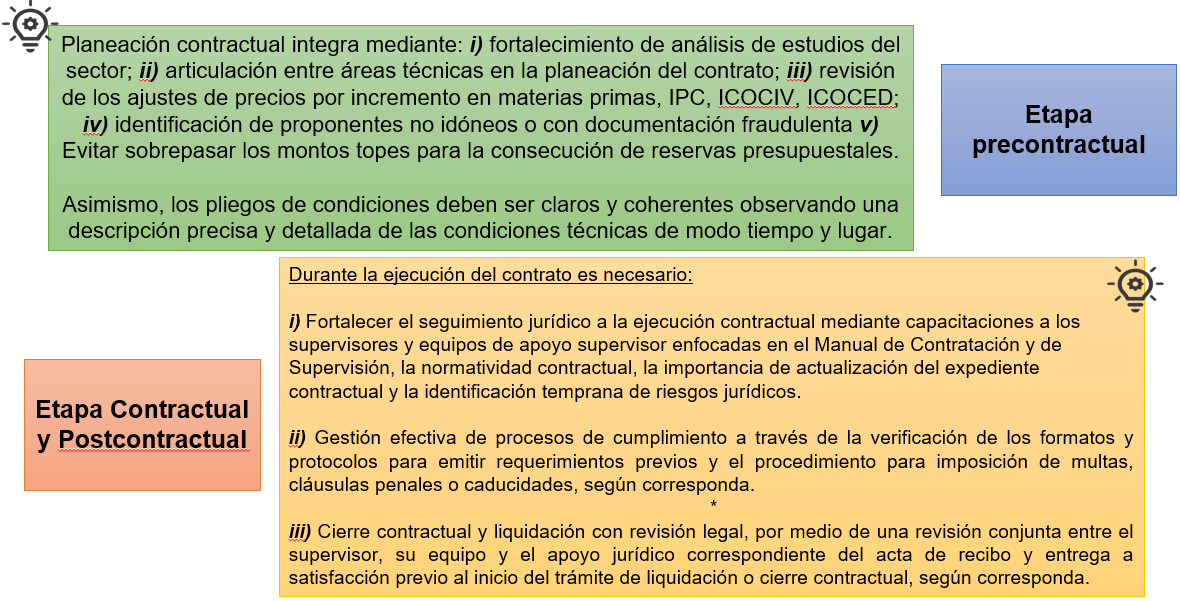 Planeación contractual integra mediante: i) fortalecimiento de análisis de estudios del
sector; ii) articulación entre áreas técnicas en la planeación del contrato; iii) revisión
de los ajustes de precios por incremento en materias primas, IPC, ICOCIV, ICOCED;
iv) identificación de proponentes no idóneos o con documentación fraudulenta v)
Evitar sobrepasar los montos topes para la consecución de reservas presupuestales.
Asimismo, los pliegos de condiciones deben ser claros y coherentes observando una
descripción precisa y detallada de las condiciones técnicas de modo tiempo y lugar.
Etapa
precontractual
Etapa Contractual
y Postcontractual
Durante la ejecución del contrato es necesario:
i) Fortalecer el seguimiento jurídico a la ejecución contractual mediante capacitaciones a los
supervisores y equipos de apoyo supervisor enfocadas en el Manual de Contratación y de
Supervisión, la normatividad contractual, la importancia de actualización del expediente
contractual y la identificación temprana de riesgos jurídicos.
ii) Gestión efectiva de procesos de cumplimiento a través de la verificación de los formatos y
protocolos para emitir requerimientos previos y el procedimiento para imposición de multas,
cláusulas penales o caducidades, según corresponda.
*
iii) Cierre contractual y liquidación con revisión legal, por medio de una revisión conjunta entre el
supervisor, su equipo y el apoyo jurídico correspondiente del acta de recibo y entrega a
satisfacción previo al inicio del trámite de liquidación o cierre contractual, según corresponda.